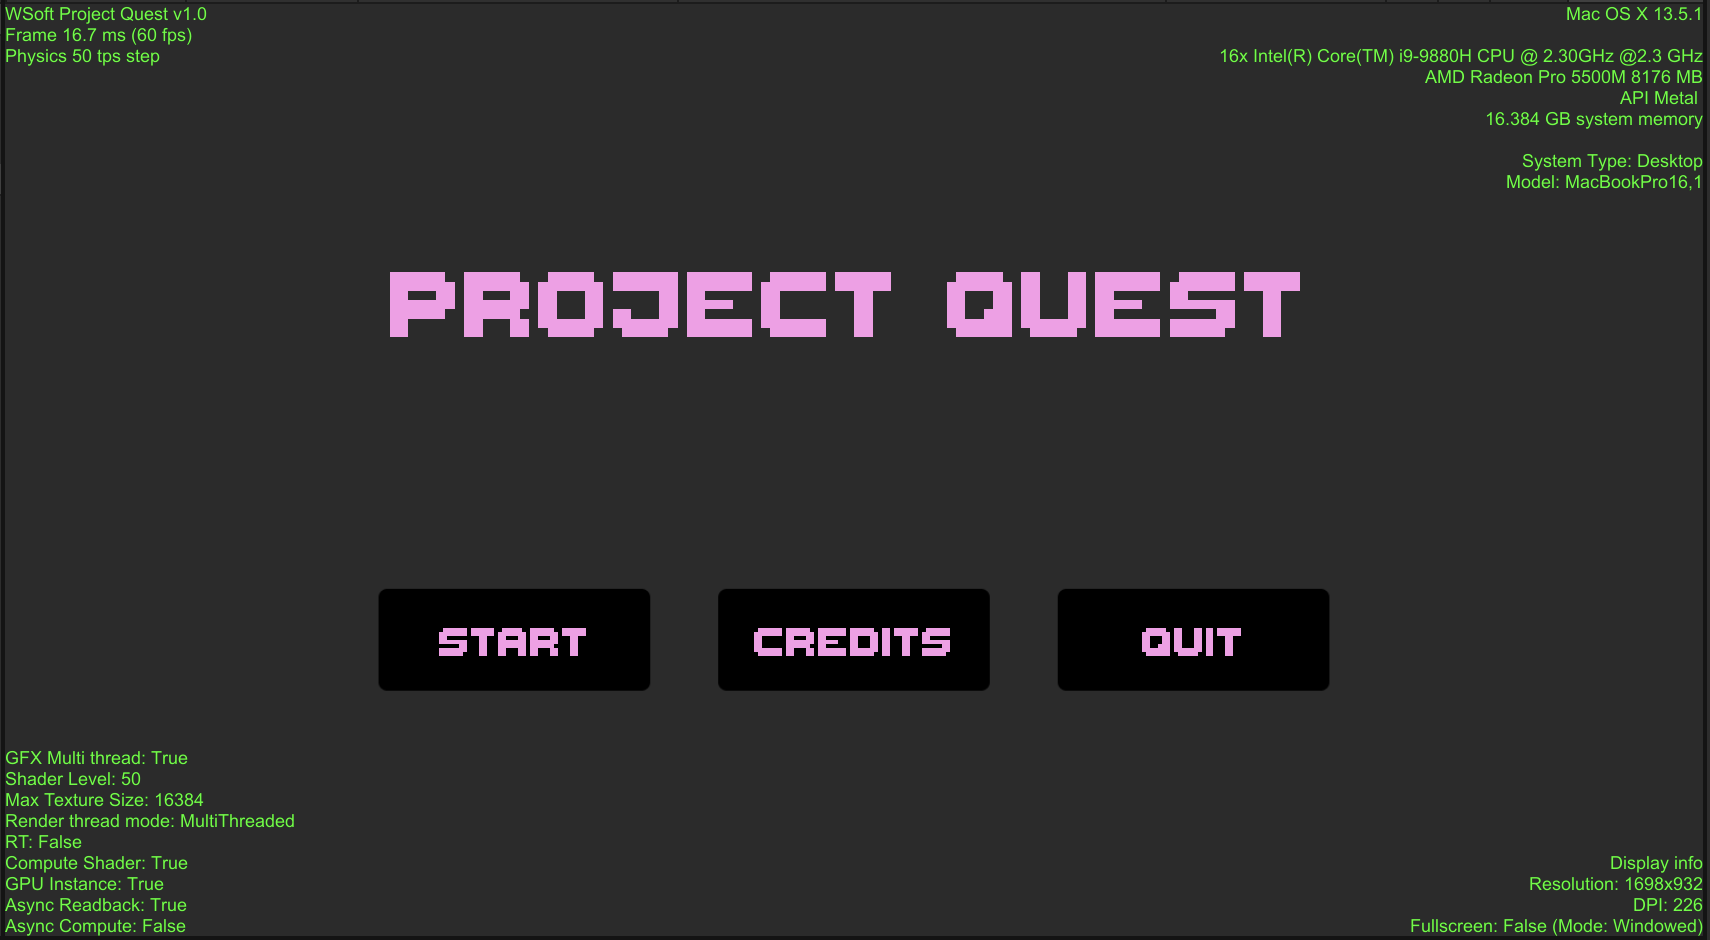 WSoft Project Quest v1.0
Frame 16.7 ms (60 fps)
Physics 50 tps step
Mac OS X 13.5.1
16x Intel(R) Core(TM) i9-9880H CPU @ 2.30GHz @2.3 GHz
AMD Radeon Pro 5500M 8176 MB
API Metal
16.384 GB system memory
System Type: Desktop
Model: MacBookPro16,1
PROJECT QUEST
START
CREDITS
QUIT
GFX Multi thread: True
Shader Level: 50
Max Texture Size: 16384
Render thread mode: MultiThreaded
RT: False
Compute Shader: True
GPU Instance: True
Async Readback: True
Async Compute: False
Display info
Resolution: 1698x932
DPI: 226
Fullscreen: False (Mode: Windowed)